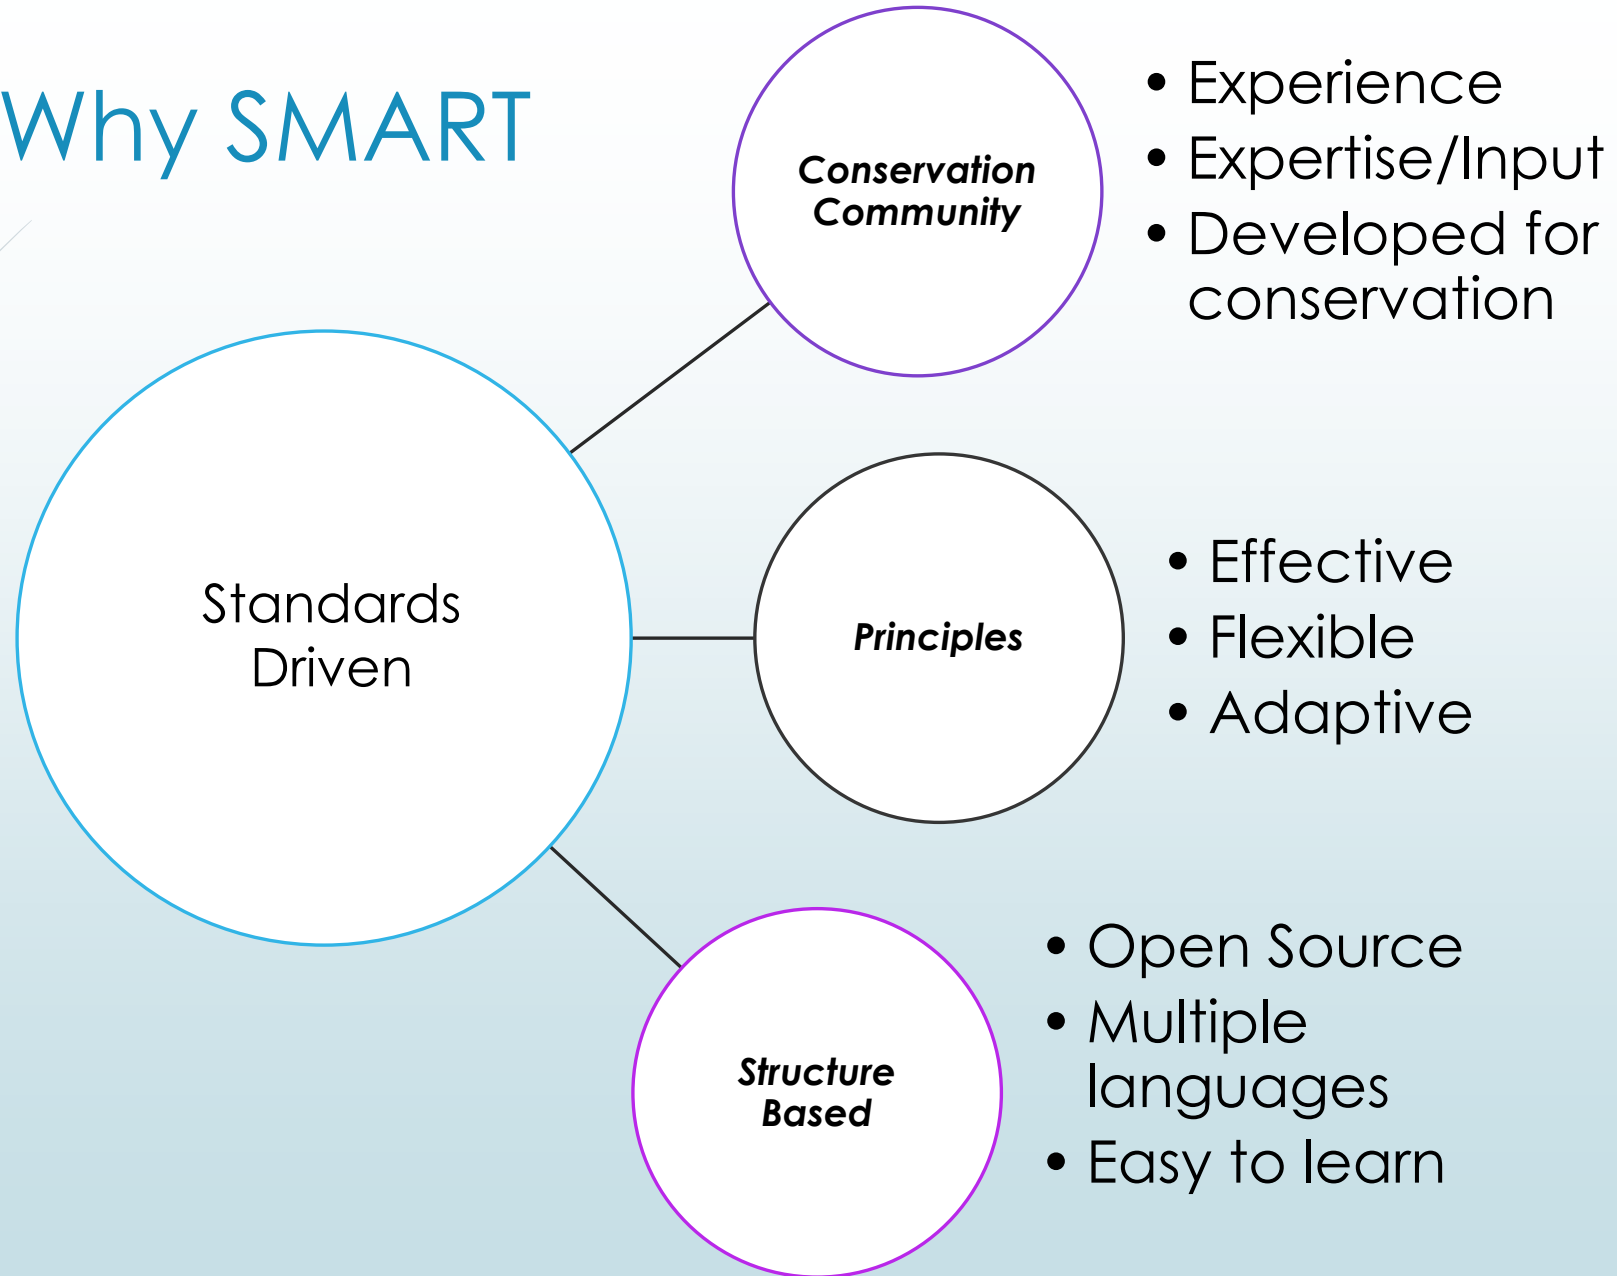 Why SMART
Conservation
Community
• Experience
• Expertise/Input
• Developed for
conservation
Standards
Driven
Principles
• Effective
• Flexible
• Adaptive
Structure
Based
• Open Source
• Multiple
languages
• Easy to learn